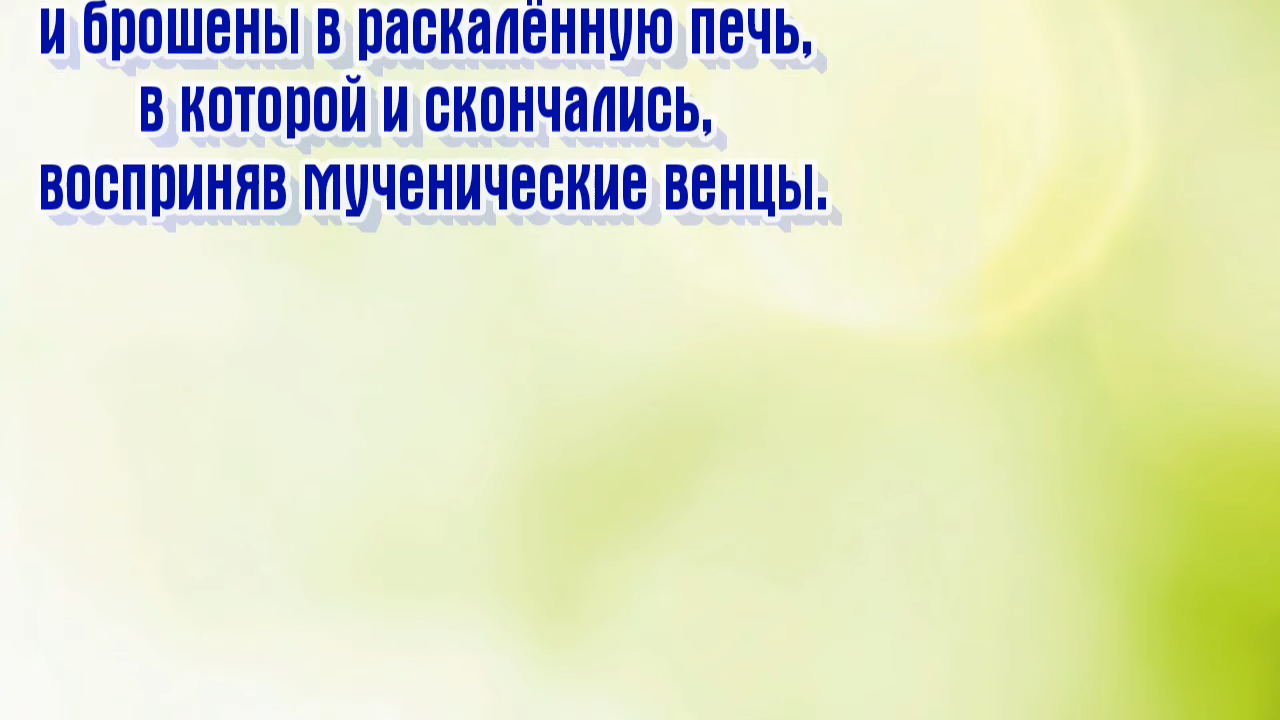 и брошены в раскалённую печь,
в которой и скончались,
восприняв мученические венцы.